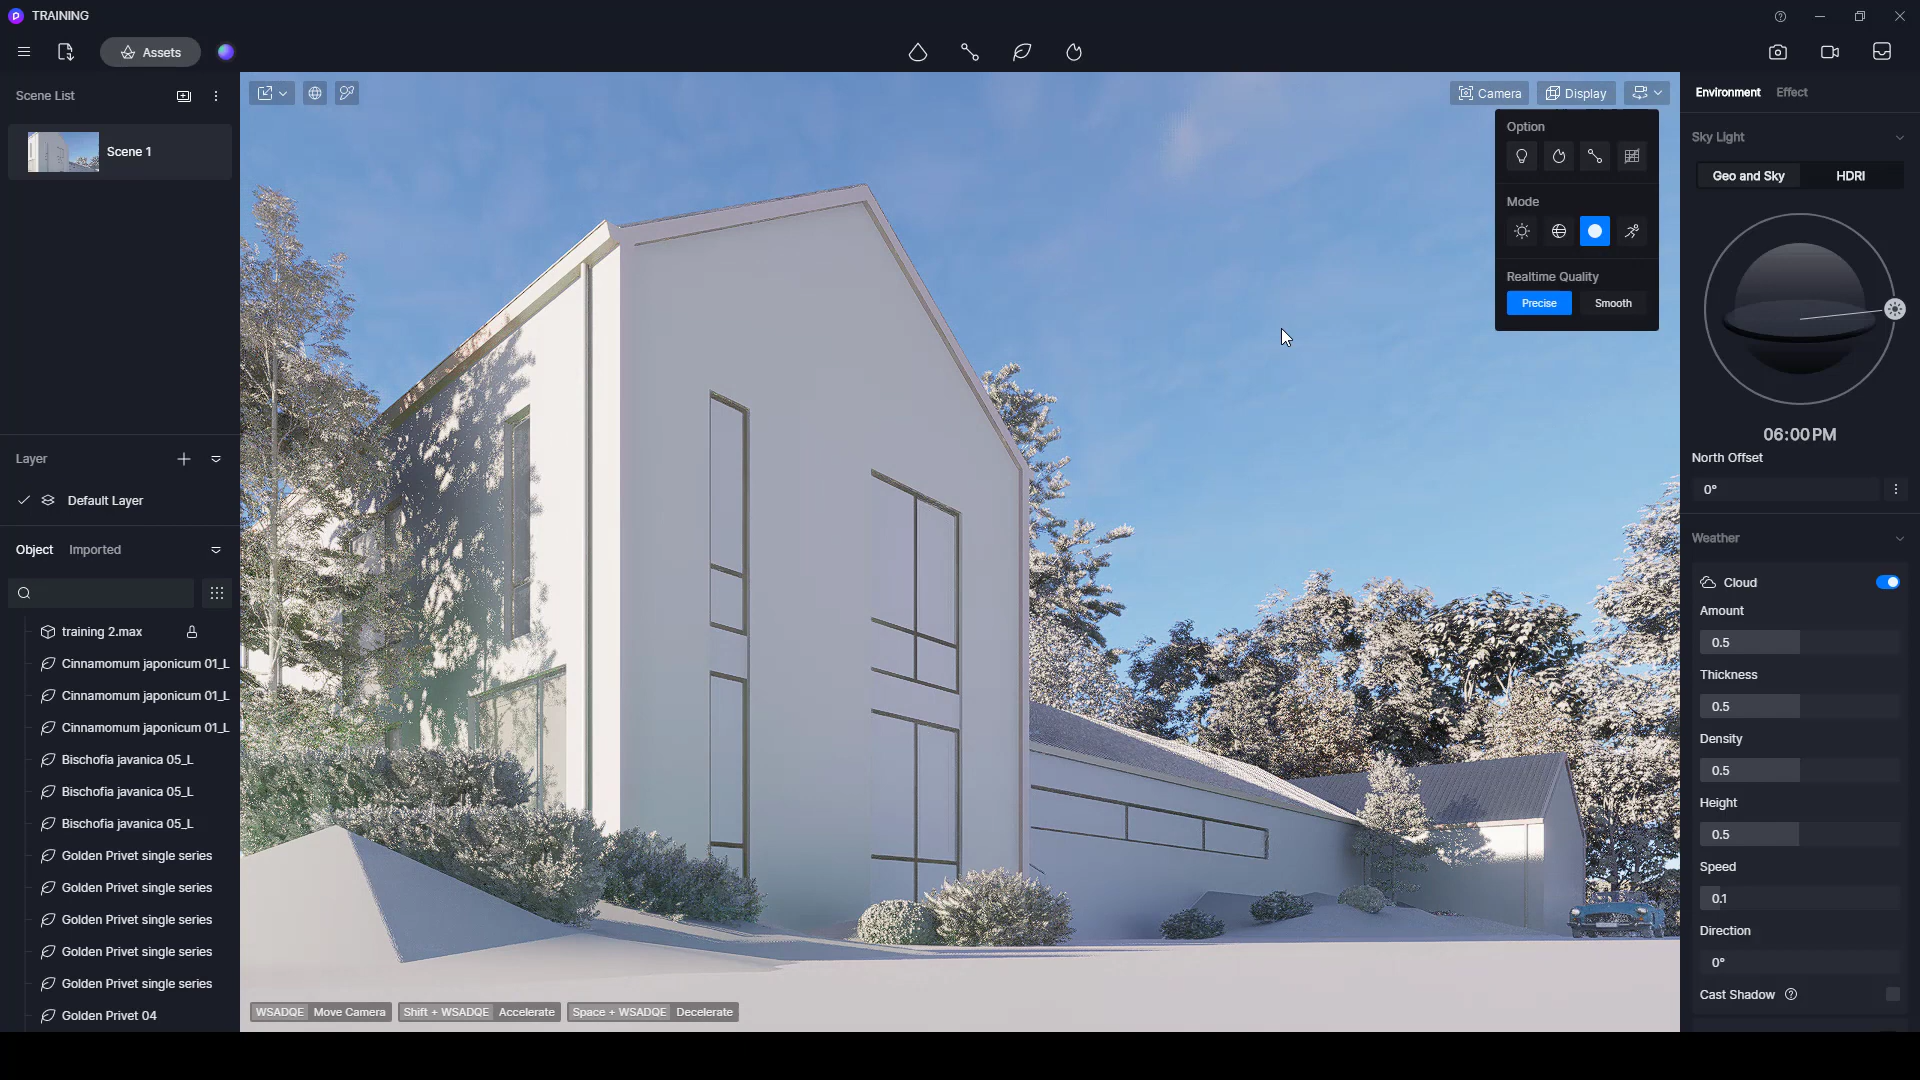 TRAINING
Assets
Scene List
Scene 1
Layer
Default Layer
Object Imported
training 2.max
Cinnamomum japonicum 01_L
Cinnamomum japonicum 01_L
Cinnamomum japonicum 01_L
Bischofia javanica 05_L
Bischofia javanica 05_L
Bischofia javanica 05_L
Golden Privet single series
Golden Privet single series
Golden Privet single series
Golden Privet single series
Golden Privet single series
Golden Privet 04
Camera Display
Option
Mode
Realtime Quality
Precise Smooth
WSADQE Move Camera Shift + WSADQE Accelerate Space + WSADQE Decelerate
Environment Effect
Sky Light
Geo and Sky HDRI
06:00 PM
North Offset
0°
Weather
Cloud
Amount
0.5
Thickness
0.5
Density
0.5
Height
0.5
Speed
0.1
Direction
0°
Cast Shadow